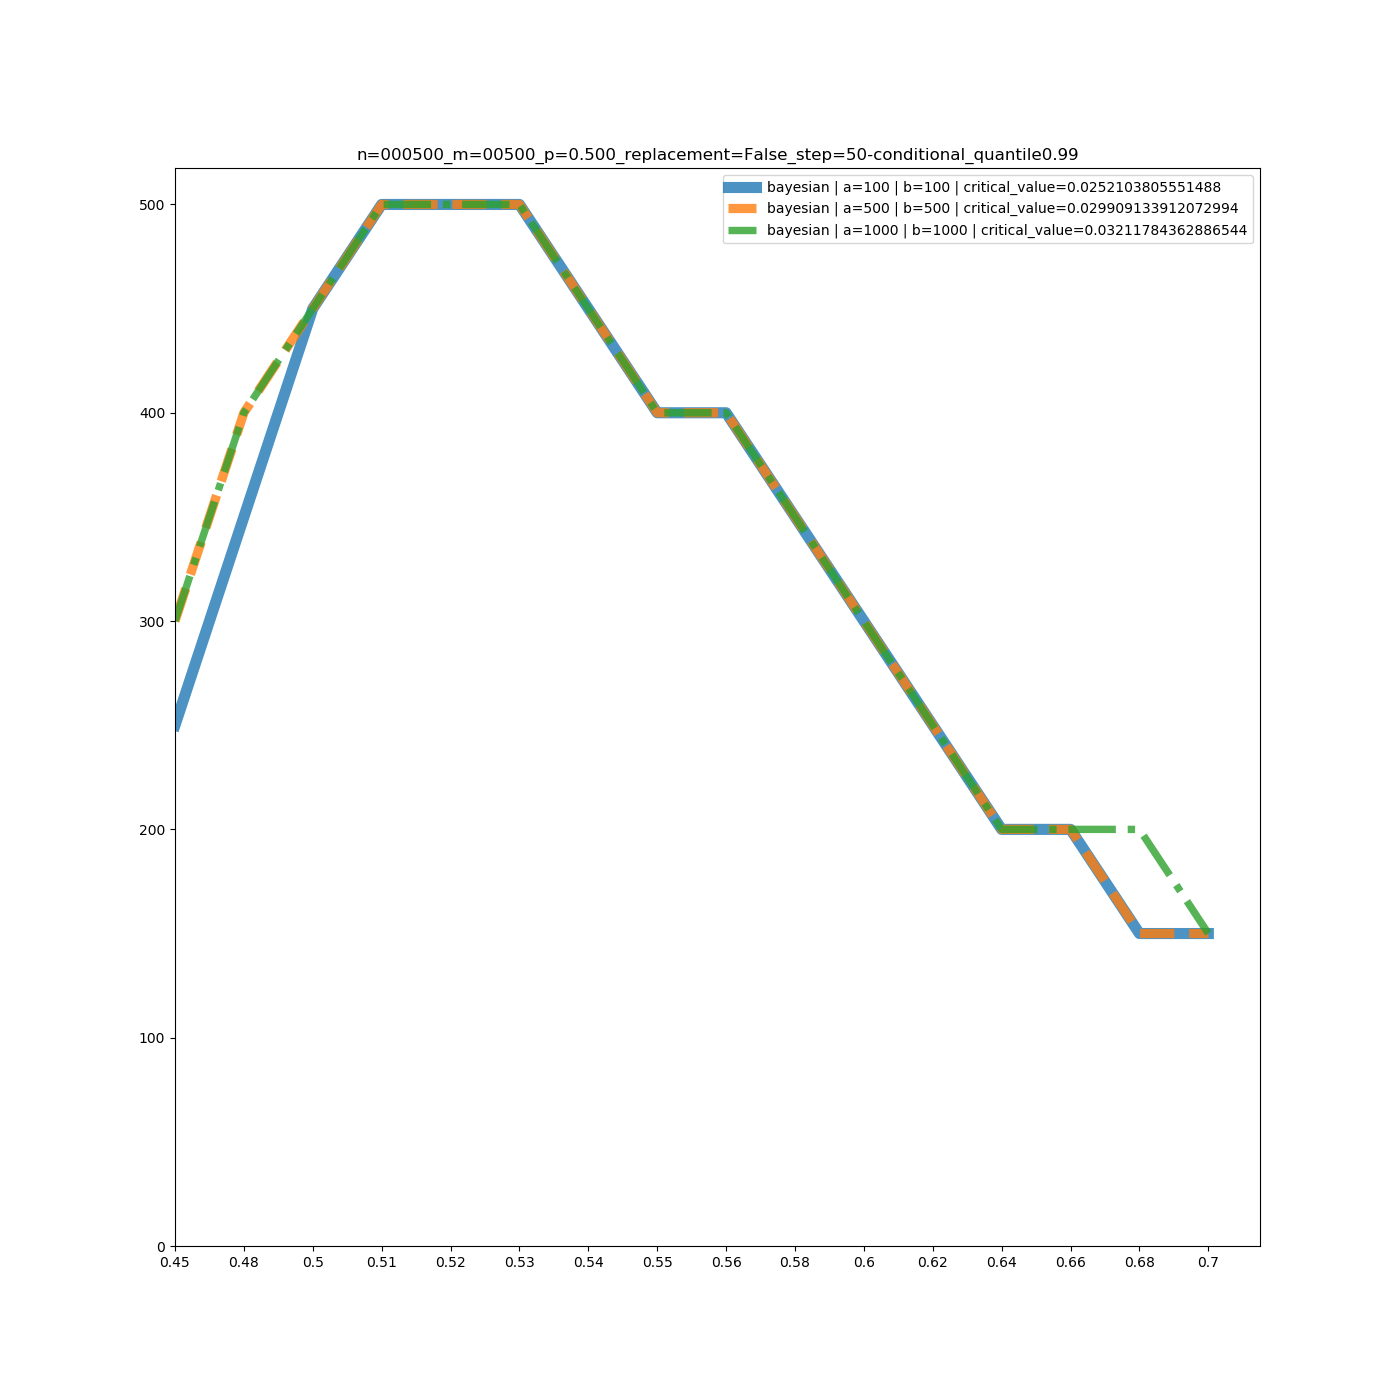 n=000500_m=00500_p=0.500_replacement=False_step=50-conditional_quantile0.99
bayesian | a=100 | b=100 | critical_value=0.0252103805551488
bayesian | a=500 | b=500 | critical_value=0.029909133912072994
bayesian | a=1000 | b=1000 | critical_value=0.03211784362886544
500
400
300
200
100
0
0.45 0.48 0.5 0.51 0.52 0.53 0.54 0.55 0.56 0.58 0.6 0.62 0.64 0.66 0.68 0.7